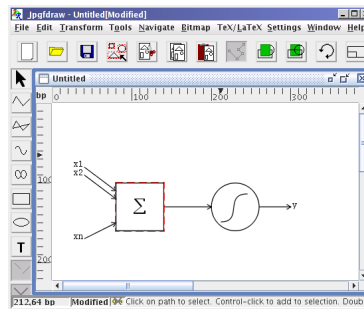 Jpgfdraw - Untitled[Modified]
File Edit Transform Tools Navigate Bitmap TeX/LaTeX Settings Window Help
Untitled
bp 0 100 200 300
100
200
x1
x2
xn
Σ
y
T
212,64 bp Modified Click on path to select. Control-click to add to selection. Doub